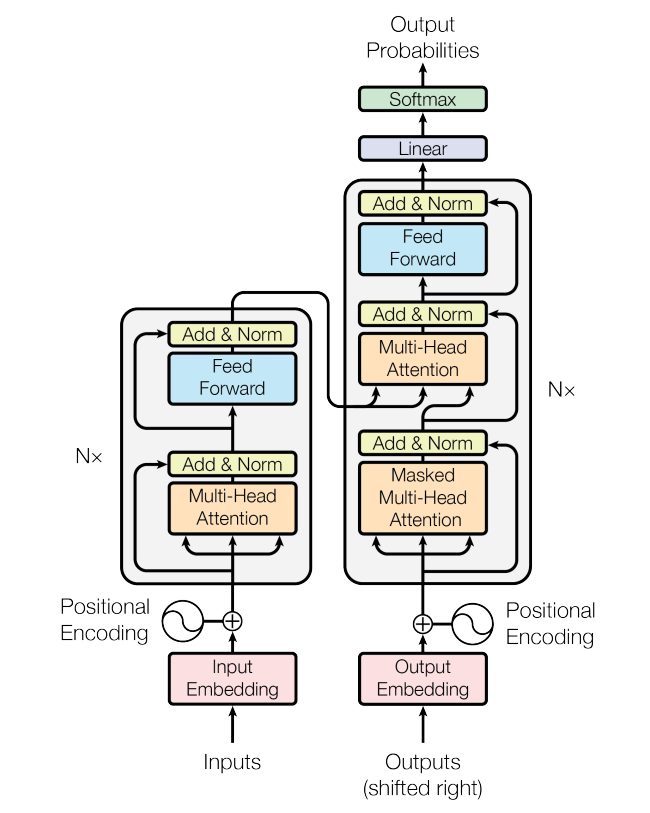 Output
Probabilities
Softmax
Linear
Add & Norm
Feed
Forward
Add & Norm
Multi-Head
Attention
Add & Norm
Masked
Multi-Head
Attention
N×
Add & Norm
Feed
Forward
Add & Norm
Multi-Head
Attention
N×
Positional
Encoding
Positional
Encoding
Input
Embedding
Output
Embedding
Inputs
Outputs
(shifted right)